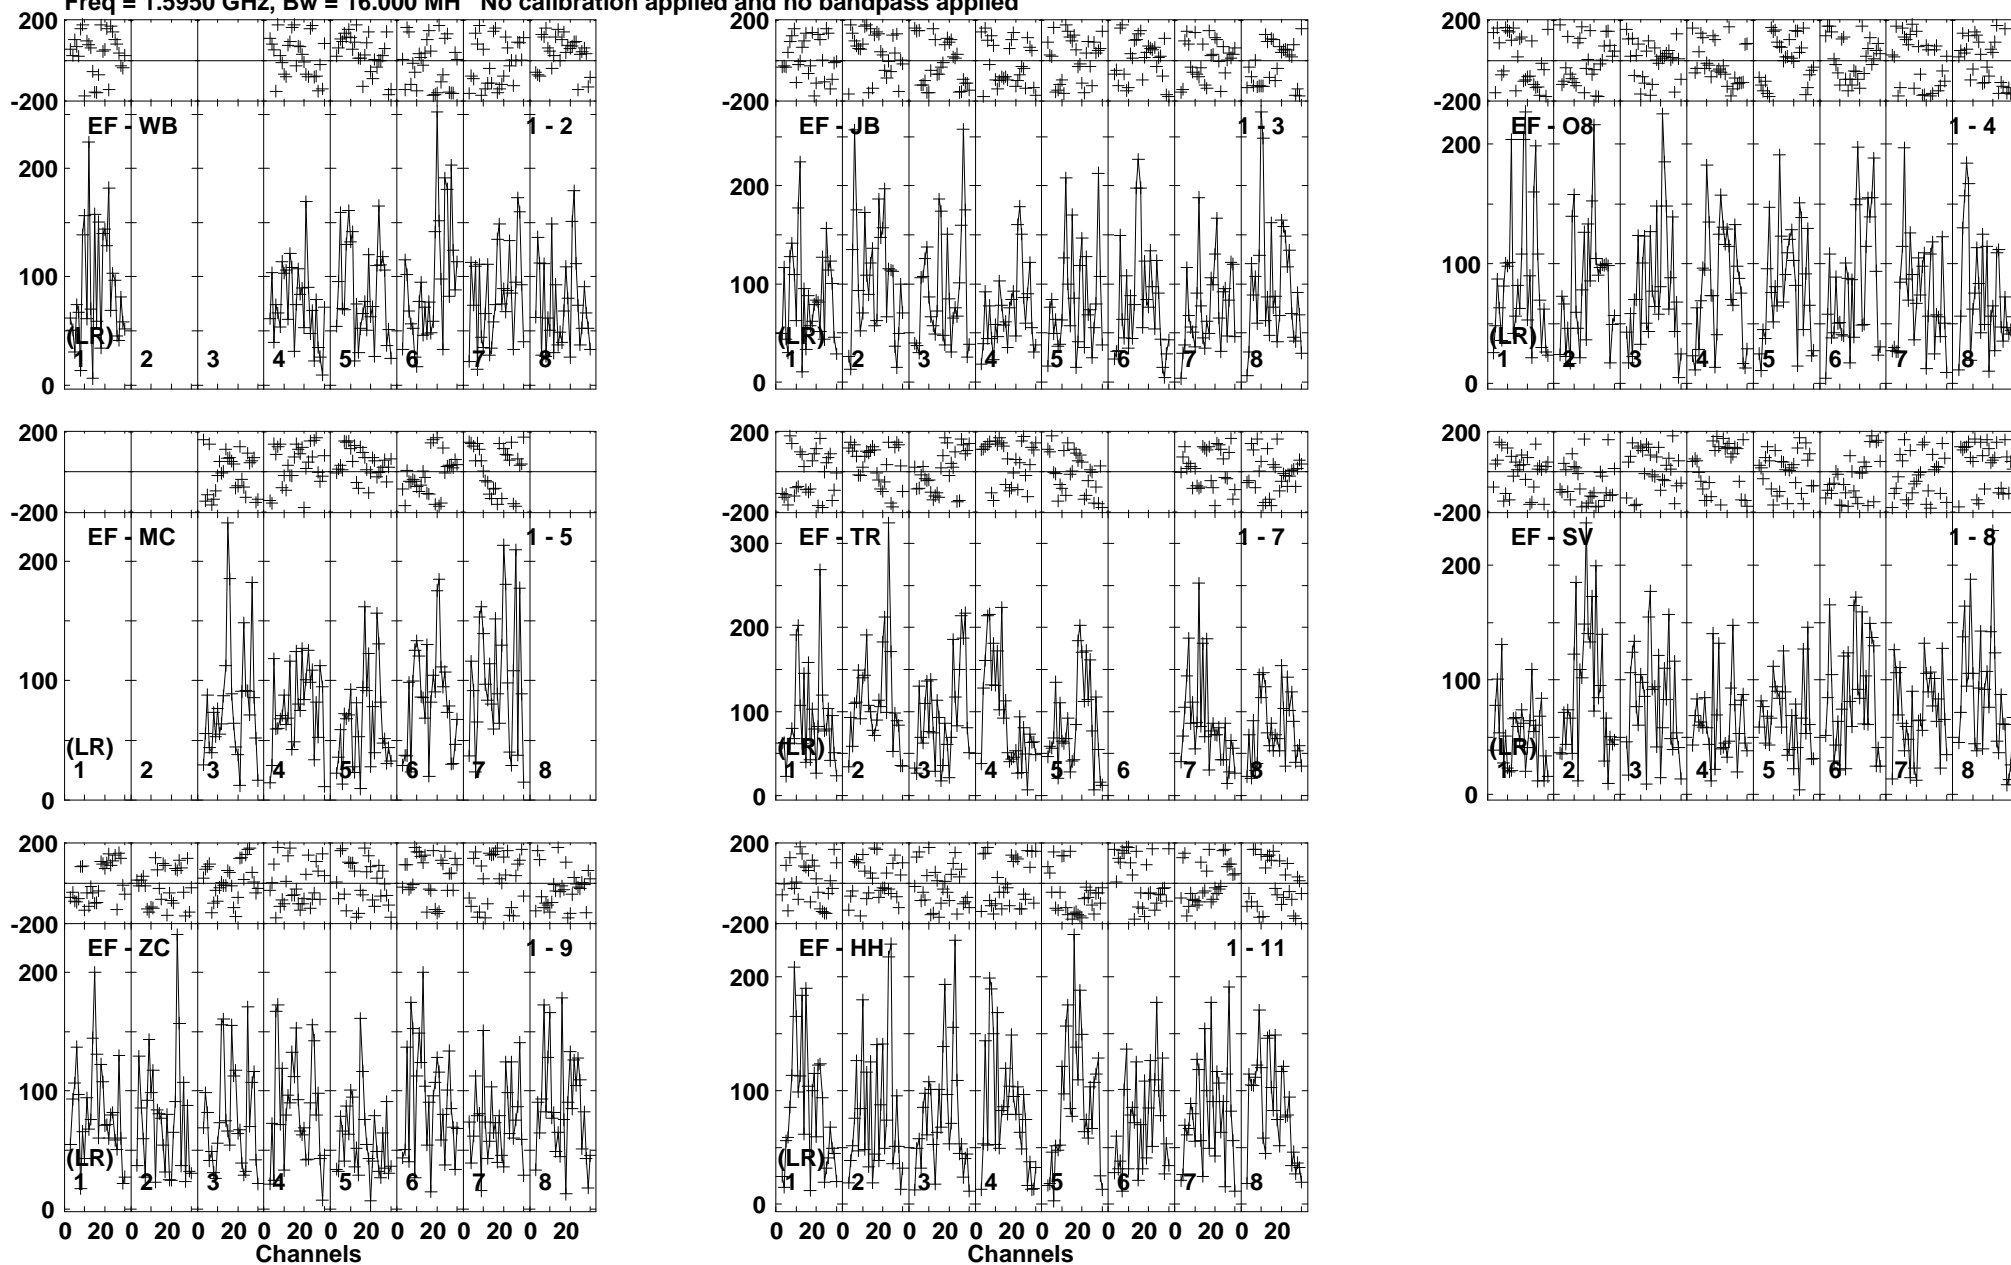 Freq = 1.5950 GHz, Bw = 16.000 MH No calibration applied and no bandpass applied
200
-200
EF - WB 1 - 2
200
100
0
(LR)
1 2 3 4 5 6 7 8
200
-200
EF - JB 1 - 3
200
100
0
(LR)
1 2 3 4 5 6 7 8
200
-200
EF - O8 1 - 4
200
100
0
(LR)
1 2 3 4 5 6 7 8
200
-200
EF - MC 1 - 5
200
100
0
(LR)
1 2 3 4 5 6 7 8
200
-200
EF - TR 1 - 7
300
200
100
0
(LR)
1 2 3 4 5 6 7 8
200
-200
EF - SV 1 - 8
200
100
0
(LR)
1 2 3 4 5 6 7 8
200
-200
EF - ZC 1 - 9
200
100
0
(LR)
1 2 3 4 5 6 7 8
0 20 0 20 0 20 0 20 0 20 0 20 0 20 0 20
Channels
200
-200
EF - HH 1 - 11
200
100
0
(LR)
1 2 3 4 5 6 7 8
0 20 0 20 0 20 0 20 0 20 0 20 0 20 0 20
Channels